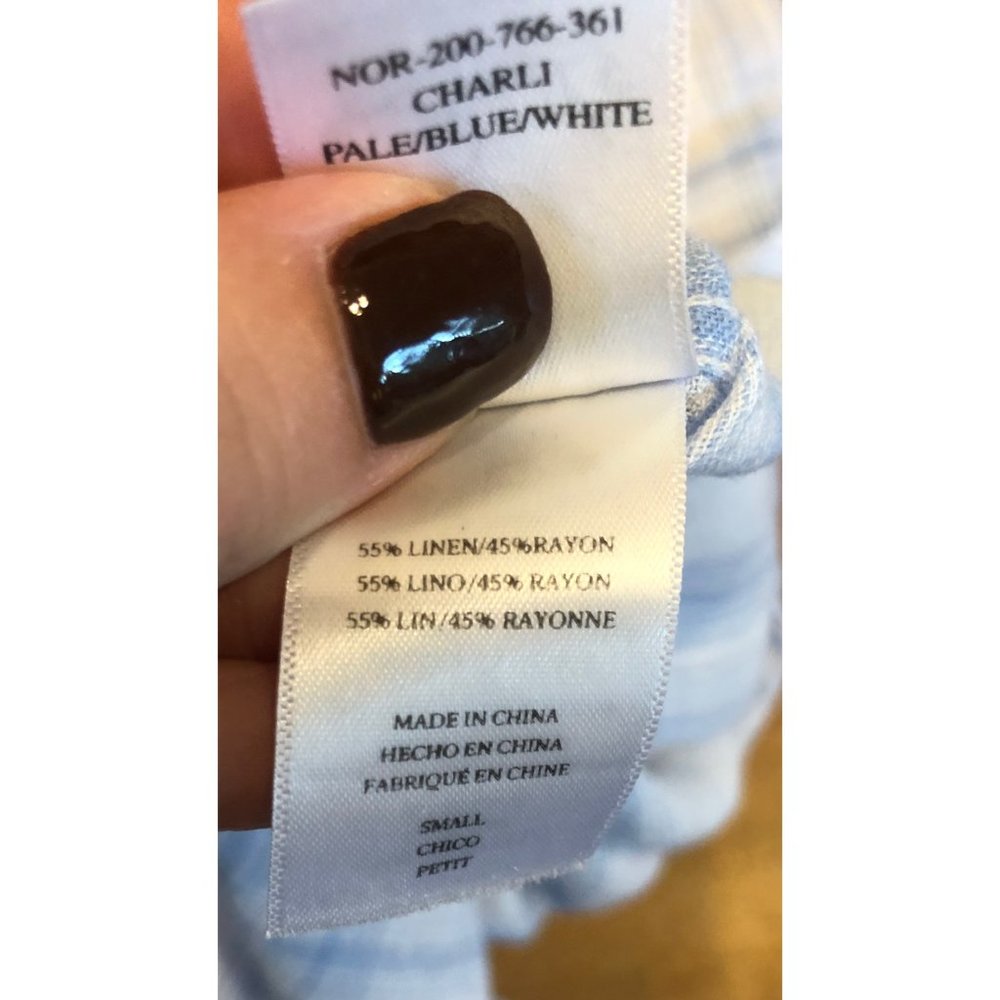 NOR-200-766-361
CHARLI
PALE/BLUE/WHITE
55% LINEN/45%RAYON
55% LINO/45% RAYON
55% LIN/45% RAYONNE
MADE IN CHINA
HECHO EN CHINA
FABRIQUÉ EN CHINE
SMALL
CHICO
PETIT